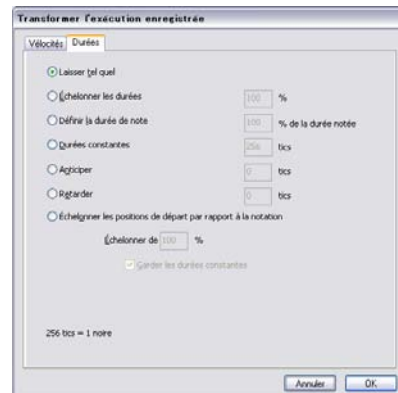 Transformer l'exécution enregistrée
Vélocités Durées
Laisser tel quel
Échelonner les durées 100 %
Définir la durée de note 100 % de la durée notée
Durées constantes 256 tics
Anticiper 0 tics
Retarder 0 tics
Échelonner les positions de départ par rapport à la notation
Échelonner de 100 %
Garder les durées constantes
256 tics = 1 noire
Annuler OK